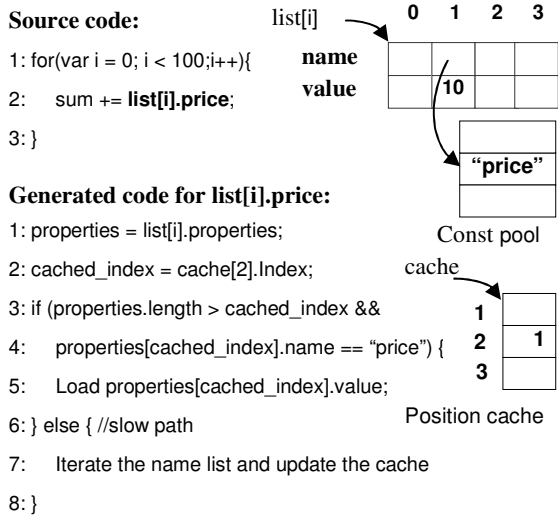 Source code:
1: for(var i = 0; i < 100;i++){
2: sum += list[i].price;
3: }
list[i]
0 1 2 3
name
value 10
“price”
Const pool
Generated code for list[i].price:
1: properties = list[i].properties;
2: cached_index = cache[2].Index;
3: if (properties.length > cached_index &&
4: properties[cached_index].name == “price”) {
5: Load properties[cached_index].value;
6: } else { //slow path
7: Iterate the name list and update the cache
8: }
cache
1
2 1
3
Position cache